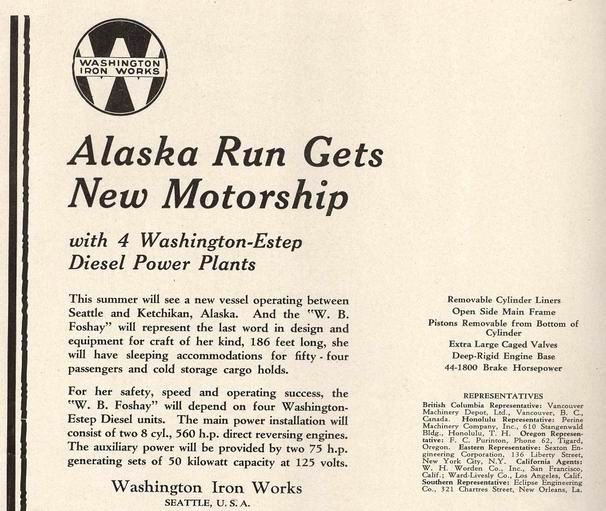 WASHINGTON
IRON WORKS
Alaska Run Gets
New Motorship
with 4 Washington-Estep
Diesel Power Plants
This summer will see a new vessel operating between
Seattle and Ketchikan, Alaska. And the "W. B.
Foshay" will represent the last word in design and
equipment for craft of her kind, 186 feet long, she
will have sleeping accommodations for fifty-four
passengers and cold storage cargo holds.
For her safety, speed and operating success, the
"W. B. Foshay" will depend on four Washington-
Estep Diesel units. The main power installation will
consist of two 8 cyl., 560 h.p. direct reversing engines.
The auxiliary power will be provided by two 75 h.p.
generating sets of 50 kilowatt capacity at 125 volts.
Washington Iron Works
SEATTLE, U. S. A.
Removable Cylinder Liners
Open Side Main Frame
Pistons Removable from Bottom of
Cylinder
Extra Large Caged Valves
Deep-Rigid Engine Base
44-1800 Brake Horsepower
REPRESENTATIVES
British Columbia Representative: Vancouver
Machinery Depot, Ltd., Vancouver, B. C.,
Canada. Honolulu Representative: Perine
Machinery Company, Inc., 610 Stangenwald
Bldg., Honolulu, T. H. Oregon Represen-
tative: F. C. Purinton, Phone 62, Tigard,
Oregon. Eastern Representative: Sexton En-
gineering Corporation, 136 Liberty Street,
New York City, N.Y. California Agents:
W. H. Worden Co., Inc., San Francisco,
Calif.; Ward-Lively Co., Los Angeles, Calif.
Southern Representative: Eclipse Engineering
Co., 321 Chartres Street, New Orleans, La.